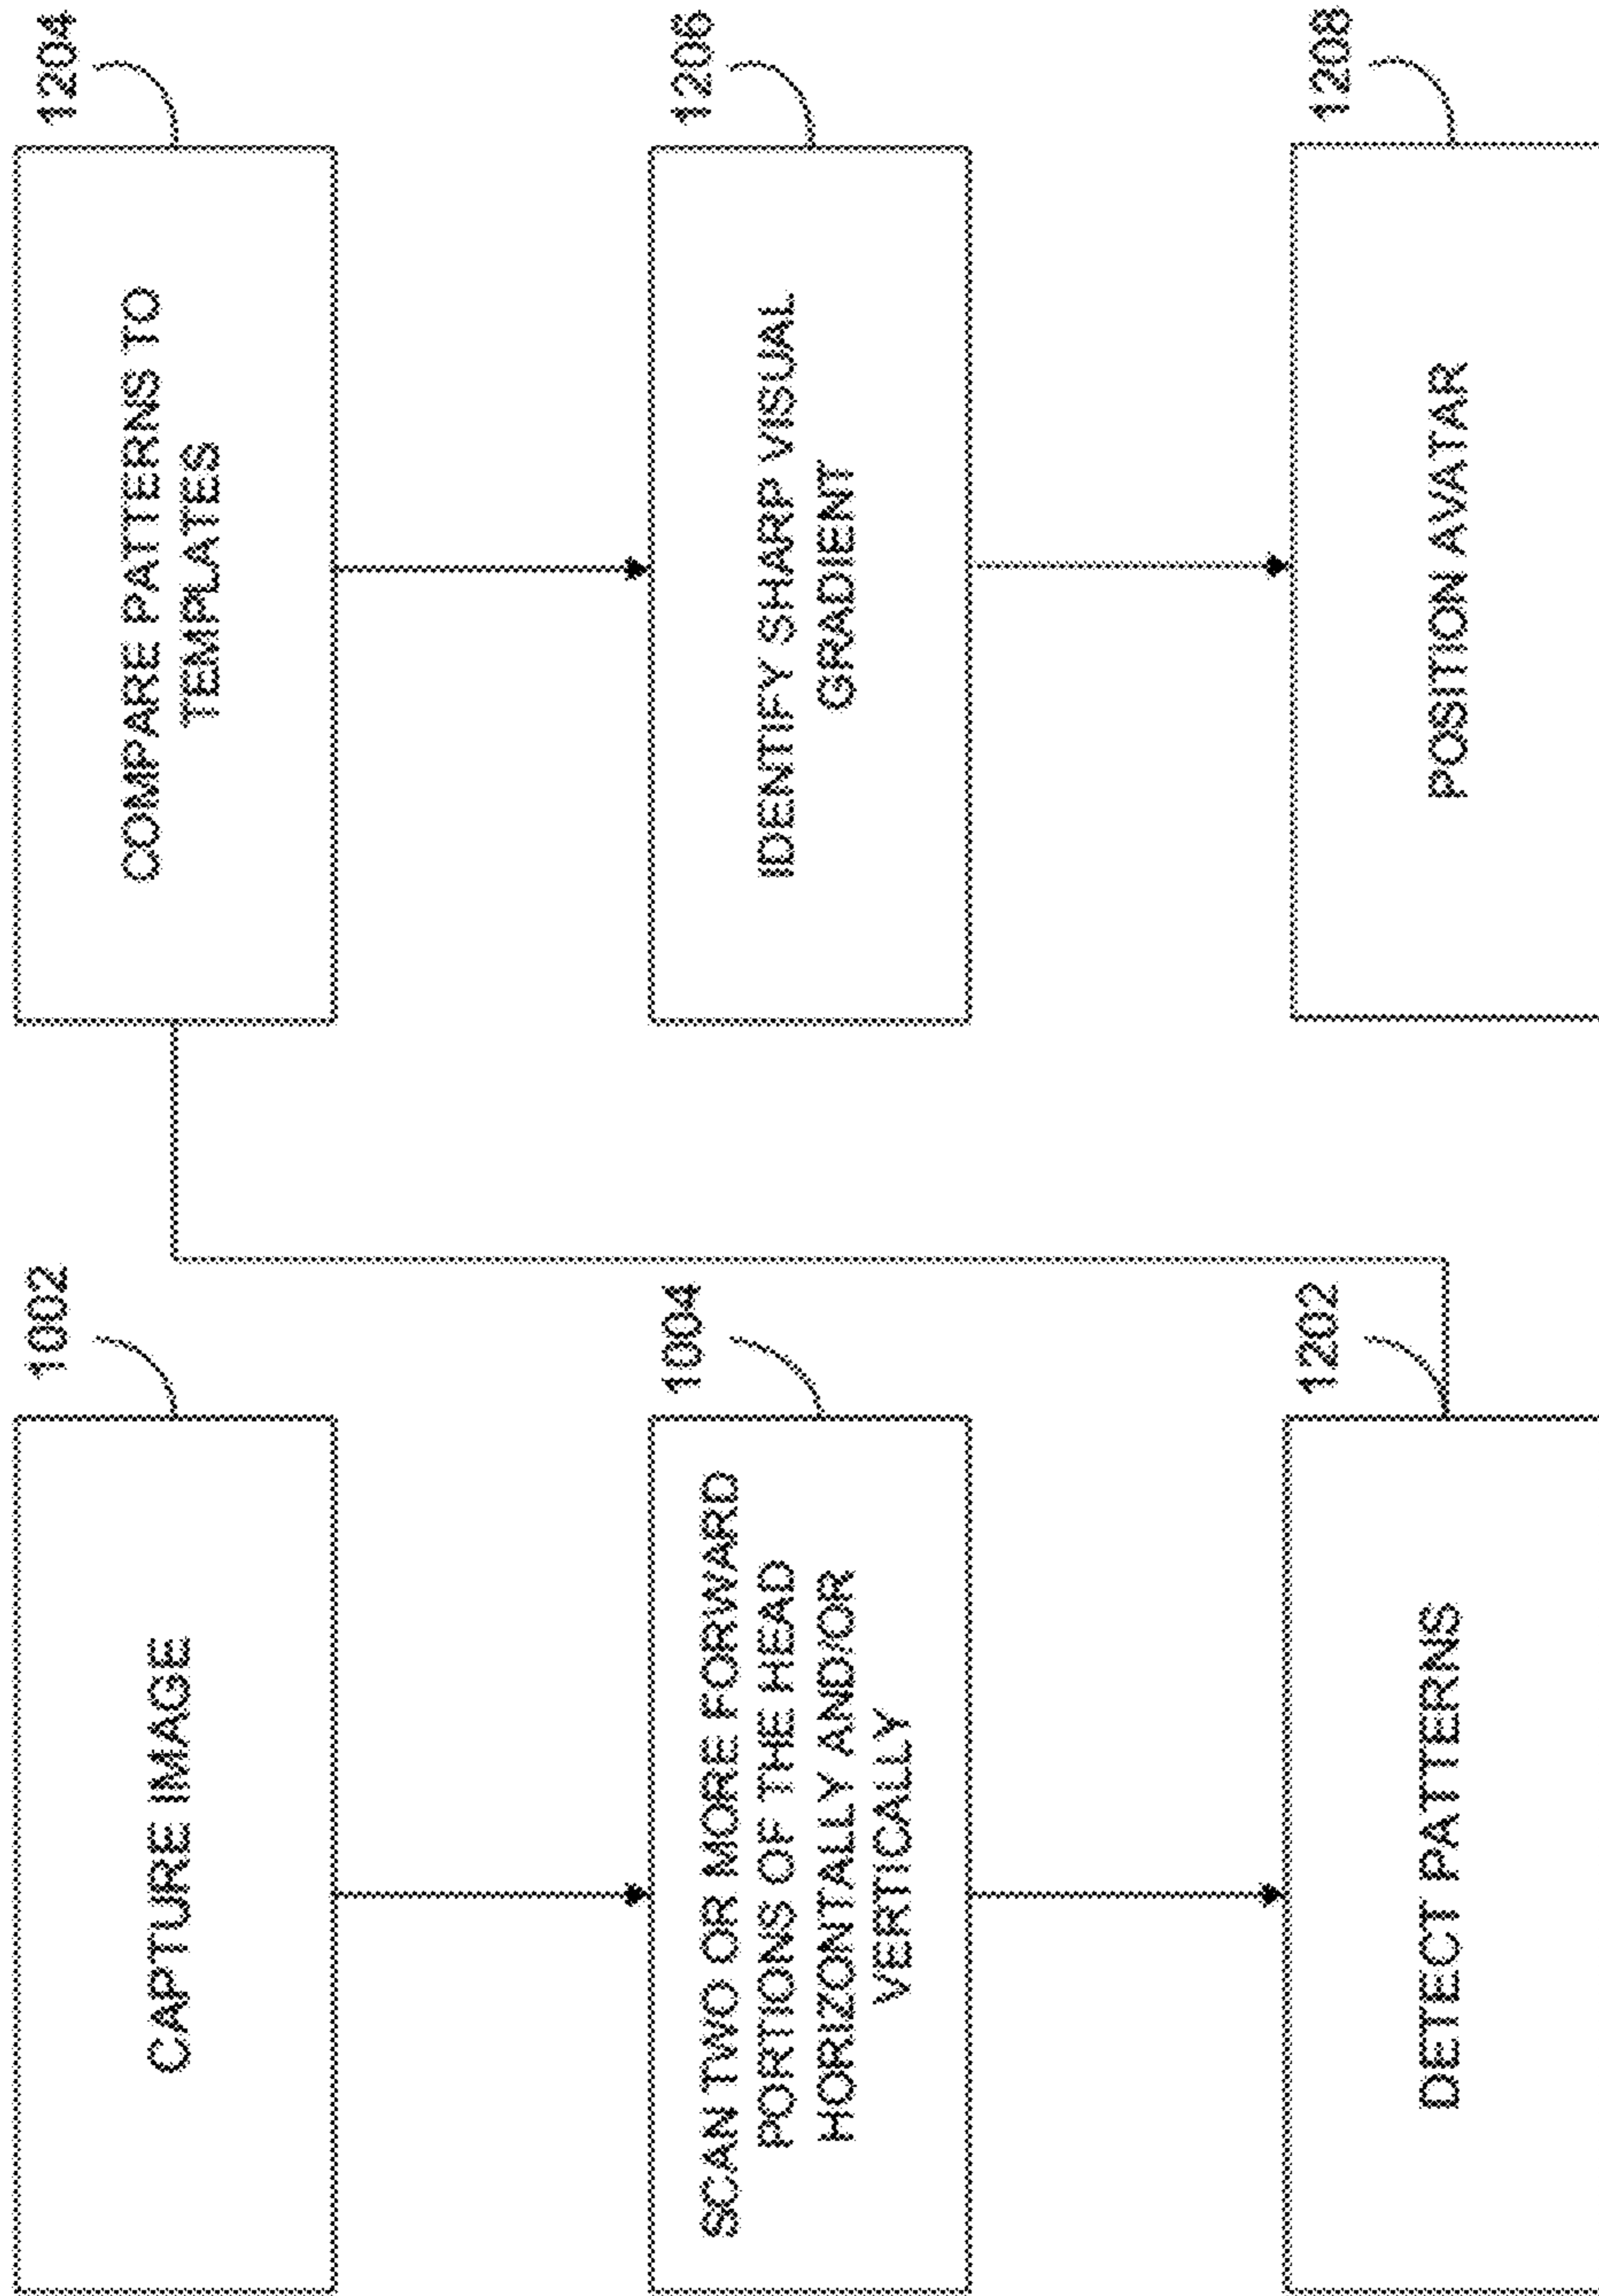 1002
CAPTURE IMAGE
1004
SCAN TWO OR MORE FORWARD
PORTIONS OF THE HEAD
HORIZONTALLY AND/OR
VERTICALLY
1202
DETECT PATTERNS
1204
COMPARE PATTERNS TO
TEMPLATES
1206
IDENTIFY SHARP VISUAL
GRADIENT
1208
POSITION AVATAR